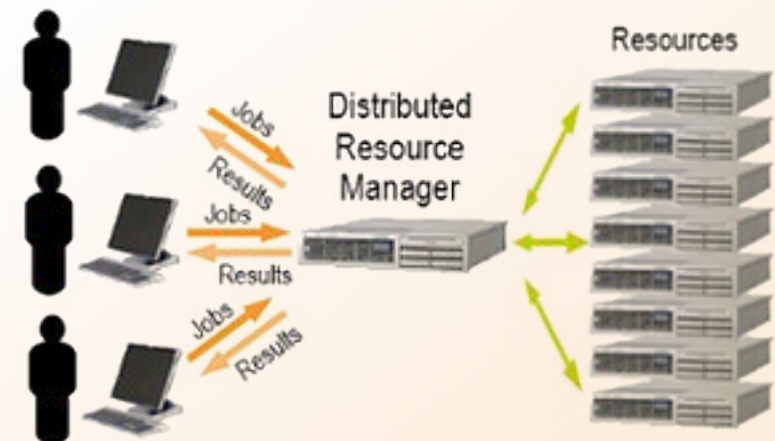 Resources
Distributed
Resource
Manager
Jobs
Results
Jobs
Results
Jobs
Results